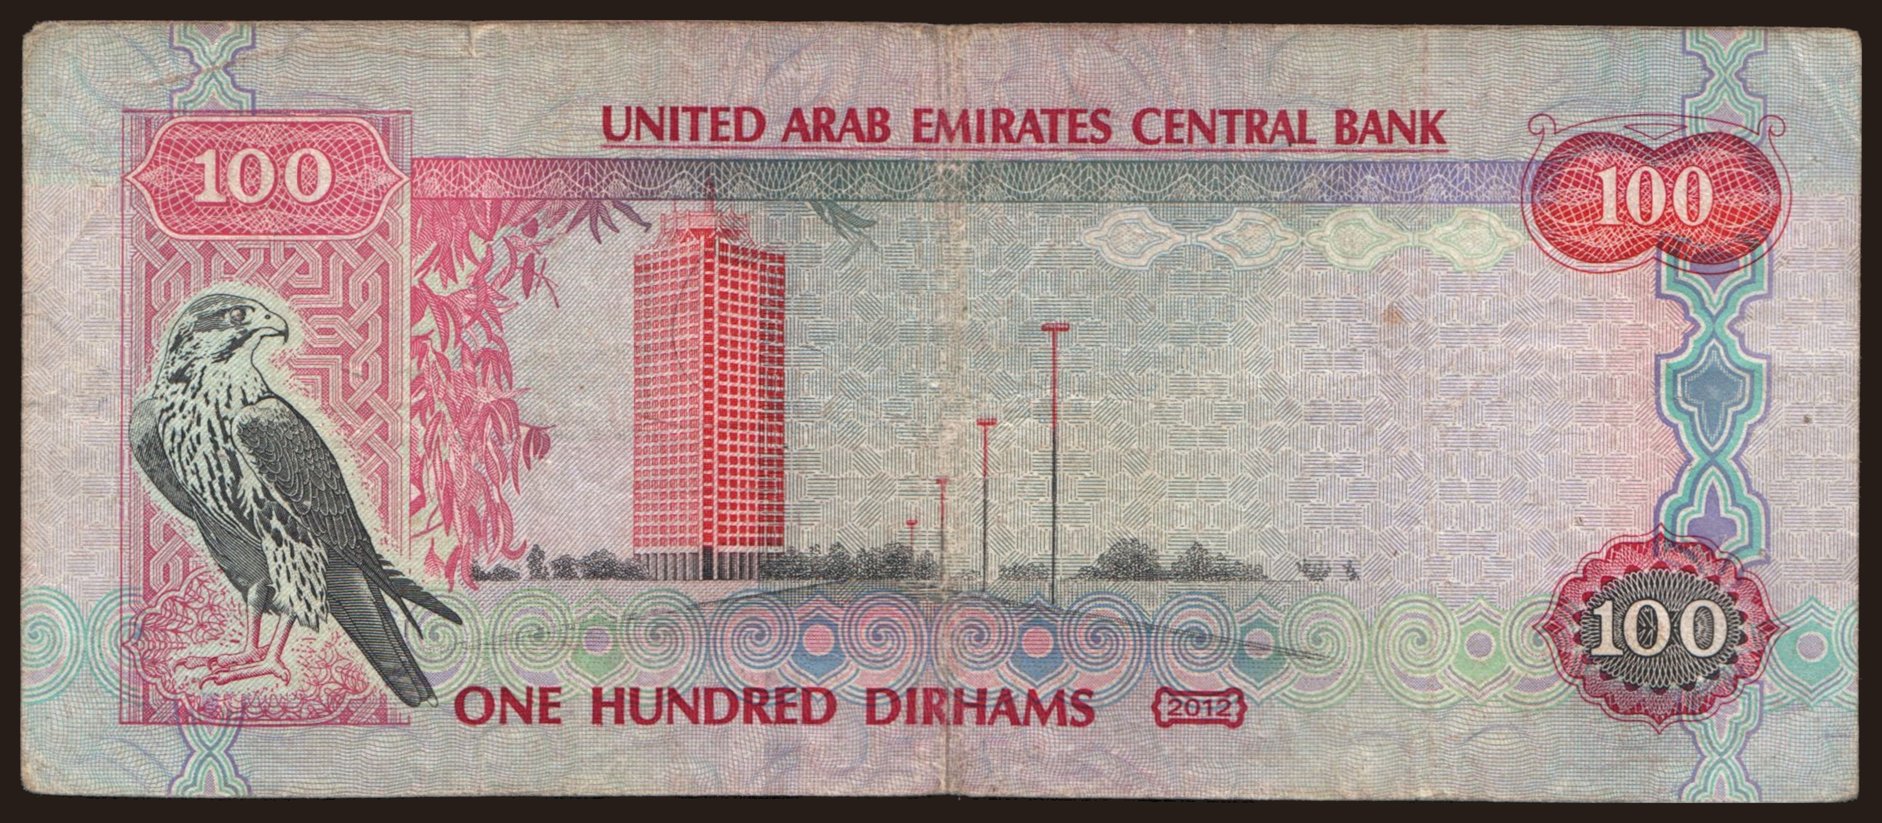 UNITED ARAB EMIRATES CENTRAL BANK
100
100
100
ONE HUNDRED DIRHAMS 2012